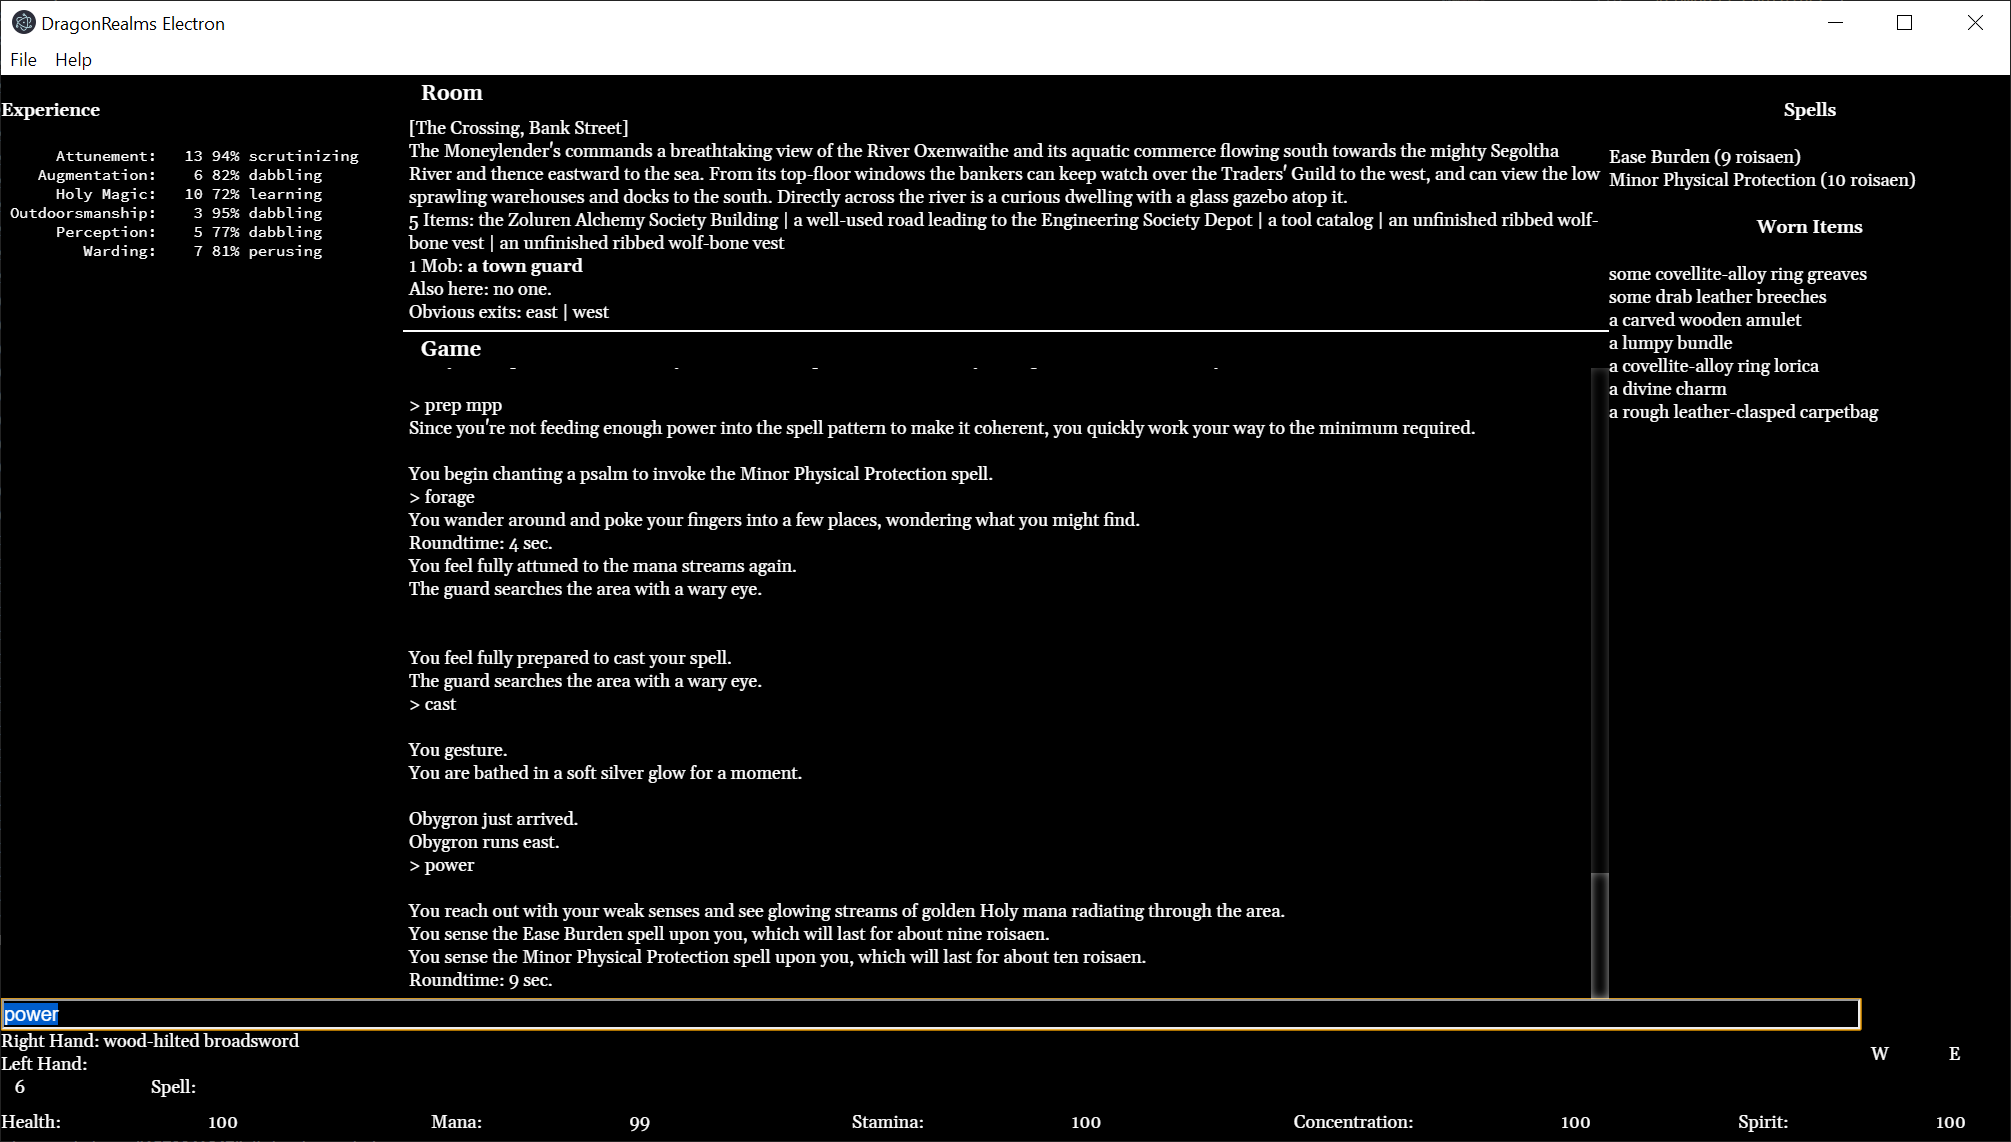 DragonRealms Electron
File Help
Experience
Attunement: 13 94% scrutinizing
Augmentation: 6 82% dabbling
Holy Magic: 10 72% learning
Outdoorsmanship: 3 95% dabbling
Perception: 5 77% dabbling
Warding: 7 81% perusing
Room
[The Crossing, Bank Street]
The Moneylender's commands a breathtaking view of the River Oxenwaithe and its aquatic commerce flowing south towards the mighty Segoltha
River and thence eastward to the sea. From its top-floor windows the bankers can keep watch over the Traders' Guild to the west, and can view the low
sprawling warehouses and docks to the south. Directly across the river is a curious dwelling with a glass gazebo atop it.
5 Items: the Zoluren Alchemy Society Building | a well-used road leading to the Engineering Society Depot | a tool catalog | an unfinished ribbed wolf-
bone vest | an unfinished ribbed wolf-bone vest
1 Mob: a town guard
Also here: no one.
Obvious exits: east | west
Game
> prep mpp
Since you're not feeding enough power into the spell pattern to make it coherent, you quickly work your way to the minimum required.
You begin chanting a psalm to invoke the Minor Physical Protection spell.
> forage
You wander around and poke your fingers into a few places, wondering what you might find.
Roundtime: 4 sec.
You feel fully attuned to the mana streams again.
The guard searches the area with a wary eye.
You feel fully prepared to cast your spell.
The guard searches the area with a wary eye.
> cast
You gesture.
You are bathed in a soft silver glow for a moment.
Obygron just arrived.
Obygron runs east.
> power
You reach out with your weak senses and see glowing streams of golden Holy mana radiating through the area.
You sense the Ease Burden spell upon you, which will last for about nine roisaen.
You sense the Minor Physical Protection spell upon you, which will last for about ten roisaen.
Roundtime: 9 sec.
Spells
Ease Burden (9 roisaen)
Minor Physical Protection (10 roisaen)
Worn Items
some covellite-alloy ring greaves
some drab leather breeches
a carved wooden amulet
a lumpy bundle
a covellite-alloy ring lorica
a divine charm
a rough leather-clasped carpetbag
power
Right Hand: wood-hilted broadsword
Left Hand:
W E
6 Spell:
Health: 100 Mana: 99 Stamina: 100 Concentration: 100 Spirit: 100